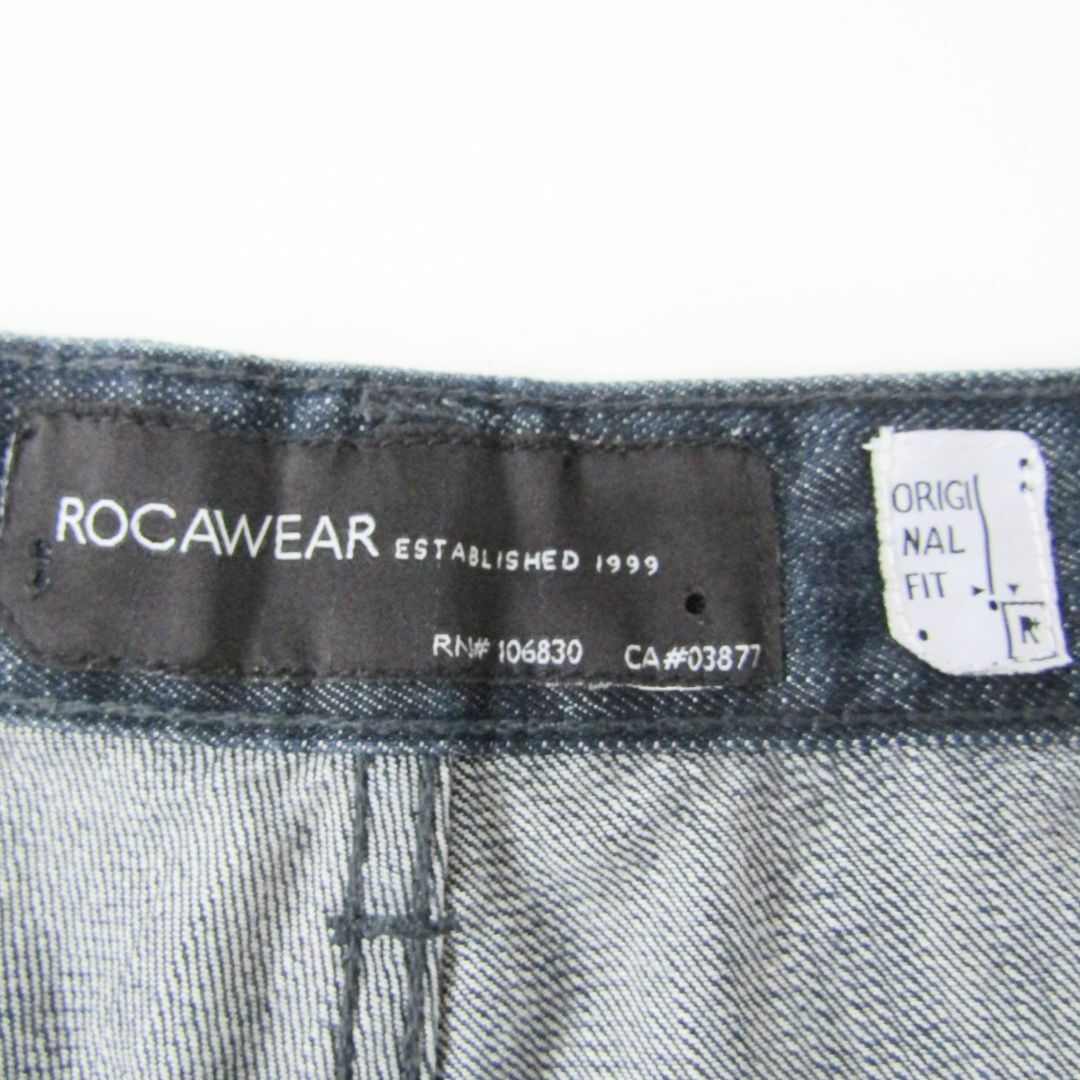 ROCAWEAR ESTABLISHED 1999
RN# 106830 CA#03877
ORIGI
NAL
FIT
R